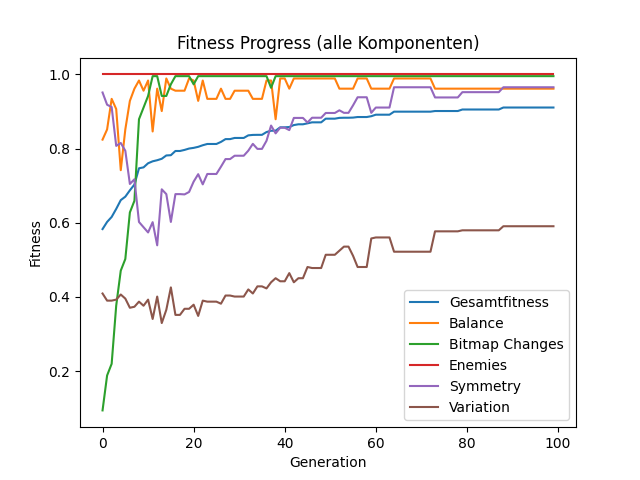 Fitness Progress (alle Komponenten)
1.0
0.8
0.6
0.4
0.2
Fitness
Gesamtfitness
Balance
Bitmap Changes
Enemies
Symmetry
Variation
0 20 40 60 80 100
Generation